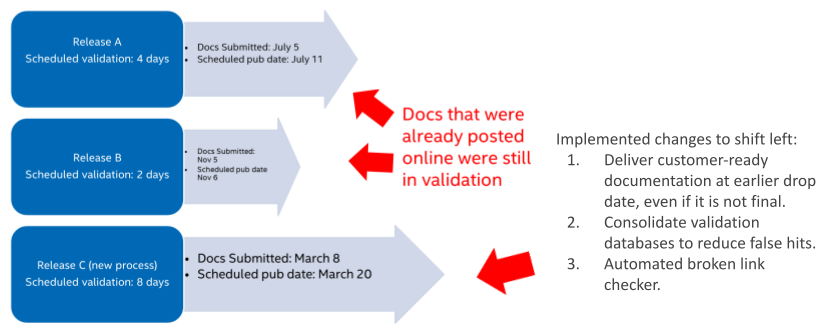 Release A
Scheduled validation: 4 days
• Docs Submitted: July 5
• Scheduled pub date: July 11
Release B
Scheduled validation: 2 days
• Docs Submitted:
Nov 5
• Scheduled pub date
Nov 6
Release C (new process)
Scheduled validation: 8 days
• Docs Submitted: March 8
• Scheduled pub date: March 20
Docs that were
already posted
online were still
in validation
Implemented changes to shift left:
1. Deliver customer-ready
documentation at earlier drop
date, even if it is not final.
2. Consolidate validation
databases to reduce false hits.
3. Automated broken link
checker.